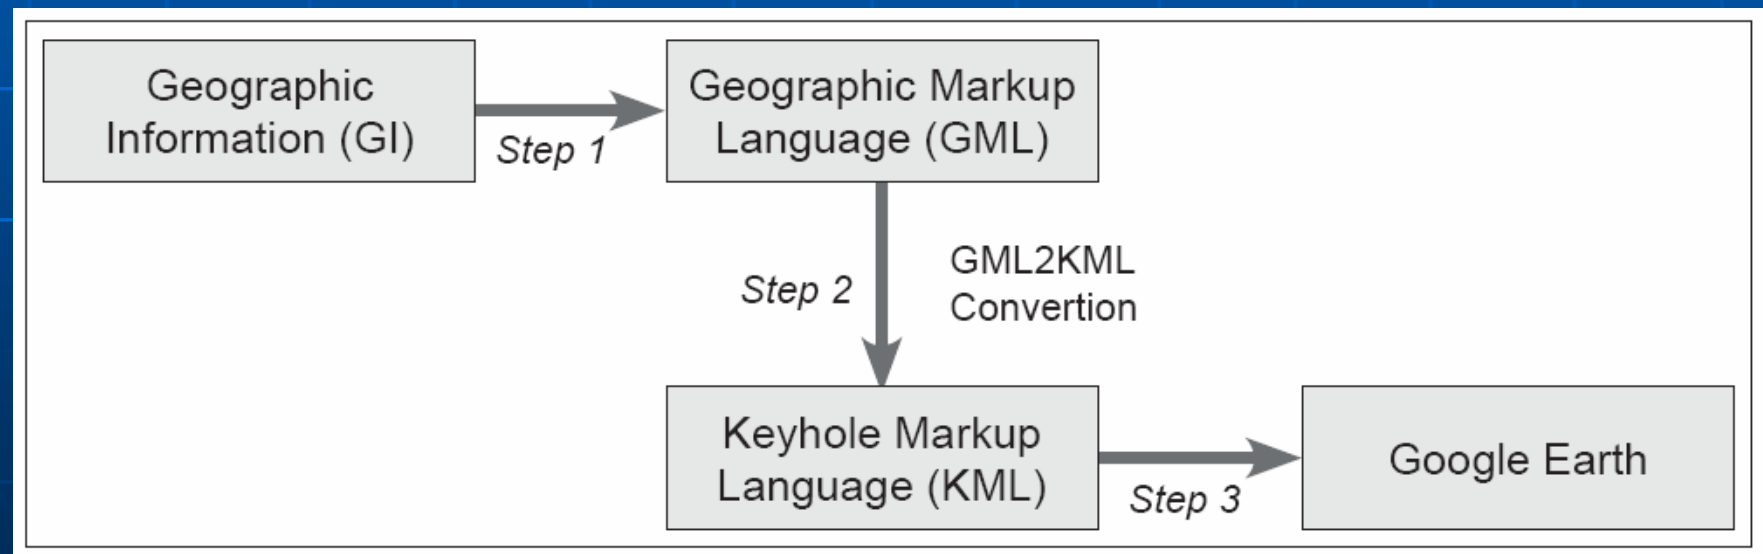 Geographic
Information (GI)
Step 1
Geographic Markup
Language (GML)
Step 2
GML2KML
Convertion
Keyhole Markup
Language (KML)
Step 3
Google Earth